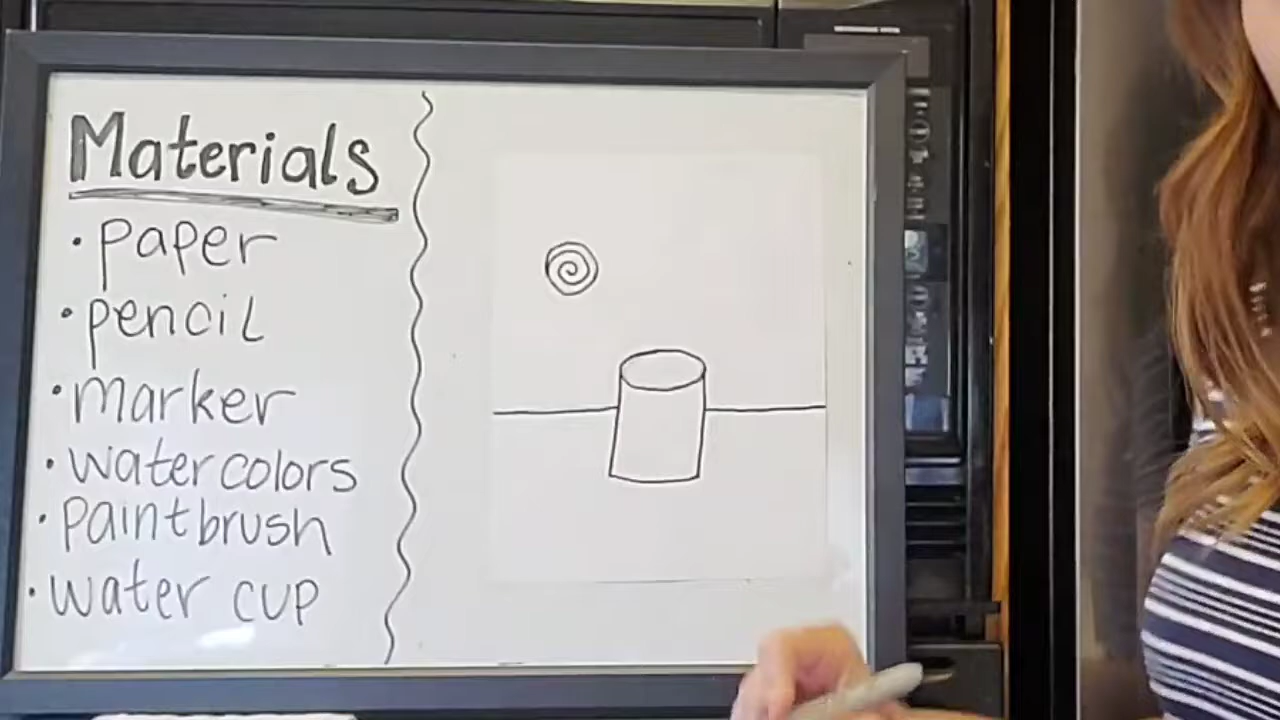 Materials
• paper
• pencil
• marker
• watercolors
• paintbrush
• water cup